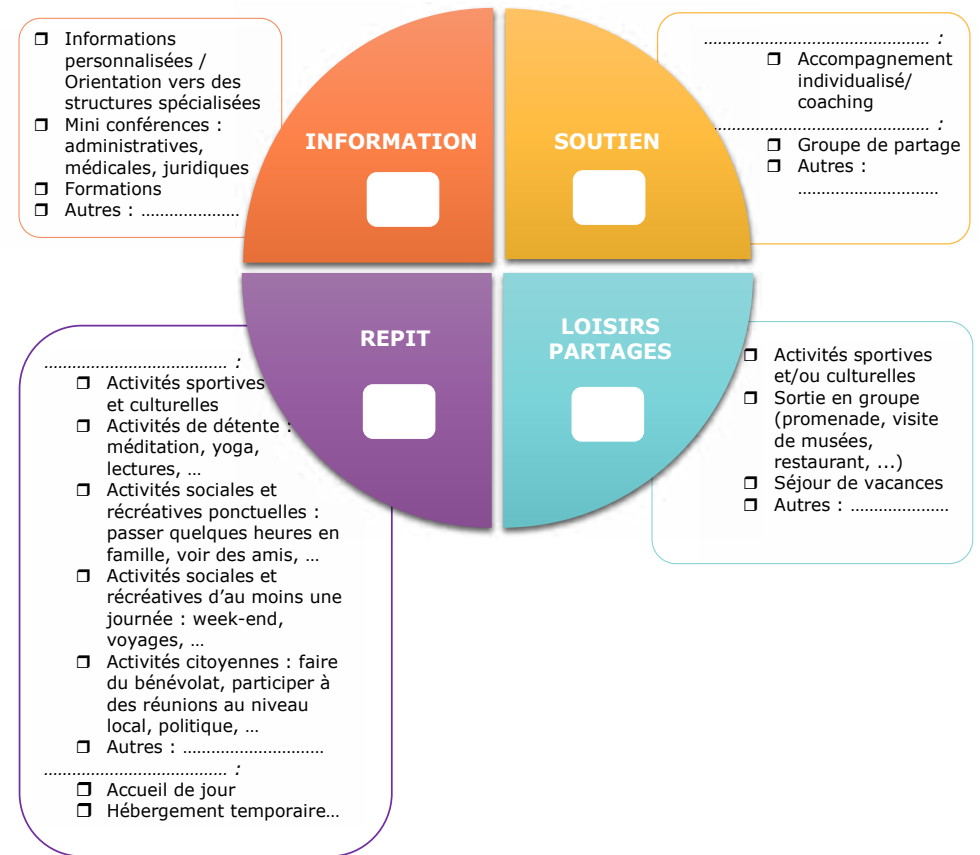 ❒ Informations
personnalisées /
Orientation vers des
structures spécialisées
❒ Mini conférences :
administratives,
médicales, juridiques
❒ Formations
❒ Autres : …………………
INFORMATION
SOUTIEN
………………………………………… :
❒ Accompagnement
individualisé/
coaching
………………………………………… :
❒ Groupe de partage
❒ Autres :
…………………………
REPIT
LOISIRS
PARTAGES
………………………………… :
❒ Activités sportives
et culturelles
❒ Activités de détente :
méditation, yoga,
lectures, …
❒ Activités sociales et
récréatives ponctuelles :
passer quelques heures en
famille, voir des amis, …
❒ Activités sociales et
récréatives d’au moins une
journée : week-end,
voyages, …
❒ Activités citoyennes : faire
du bénévolat, participer à
des réunions au niveau
local, politique, …
❒ Autres : …………………………
………………………………… :
❒ Accueil de jour
❒ Hébergement temporaire…
❒ Activités sportives
et/ou culturelles
❒ Sortie en groupe
(promenade, visite
de musées,
restaurant, ...)
❒ Séjour de vacances
❒ Autres : …………………